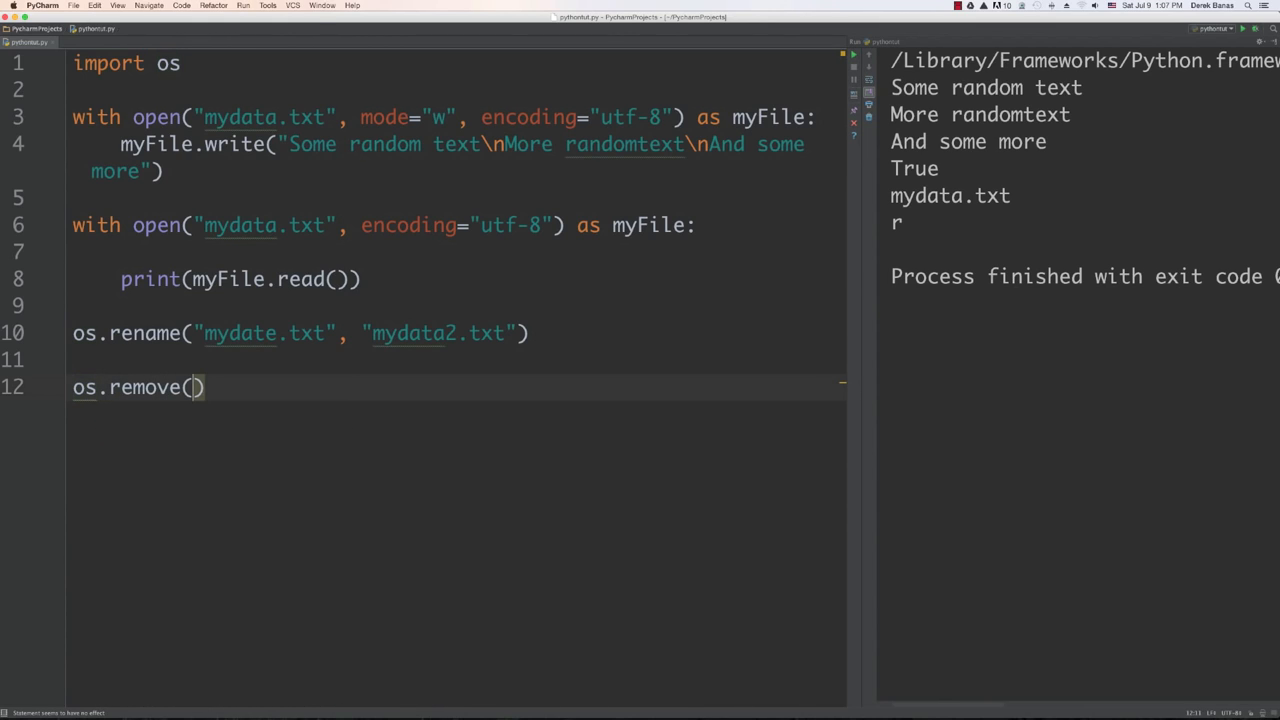 PyCharm File Edit View Navigate Code Refactor Run Tools VCS Window Help
10
Sat Jul 9 1:07 PM Derek Banas
pythontut.py - PycharmProjects - [~/PycharmProjects]
PycharmProjects pythontut.py
pythontut
pythontut.py
Run pythontut
1 import os
2
3 with open("mydata.txt", mode="w", encoding="utf-8") as myFile:
4 myFile.write("Some random text\nMore randomtext\nAnd some
more")
5
6 with open("mydata.txt", encoding="utf-8") as myFile:
7
8 print(myFile.read())
9
10 os.rename("mydate.txt", "mydata2.txt")
11
12 os.remove()
/Library/Frameworks/Python.framew
Some random text
More randomtext
And some more
True
mydata.txt
r
Process finished with exit code 0
Statement seems to have no effect
12:11 LF‡ UTF-8‡